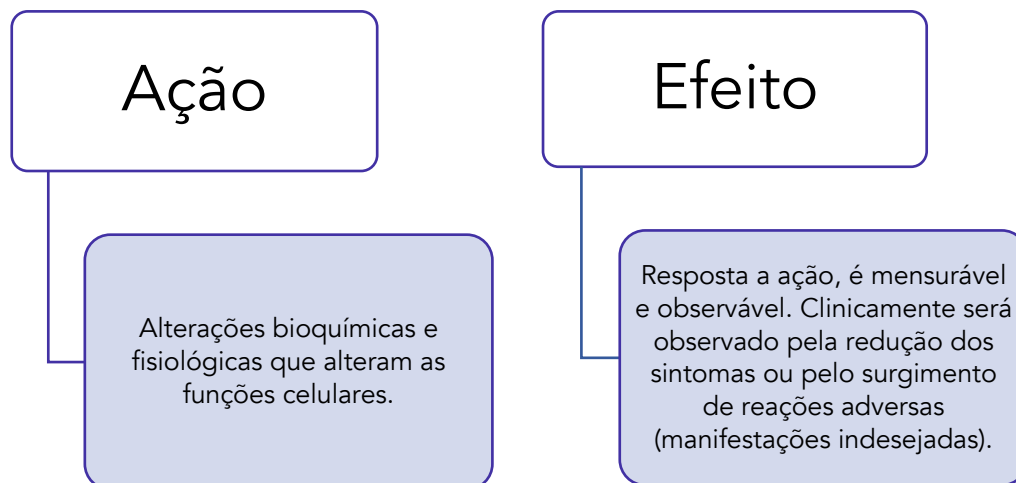 Ação
Alterações bioquímicas e
fisiológicas que alteram as
funções celulares.
Efeito
Resposta a ação, é mensurável
e observável. Clinicamente será
observado pela redução dos
sintomas ou pelo surgimento
de reações adversas
(manifestações indesejadas).